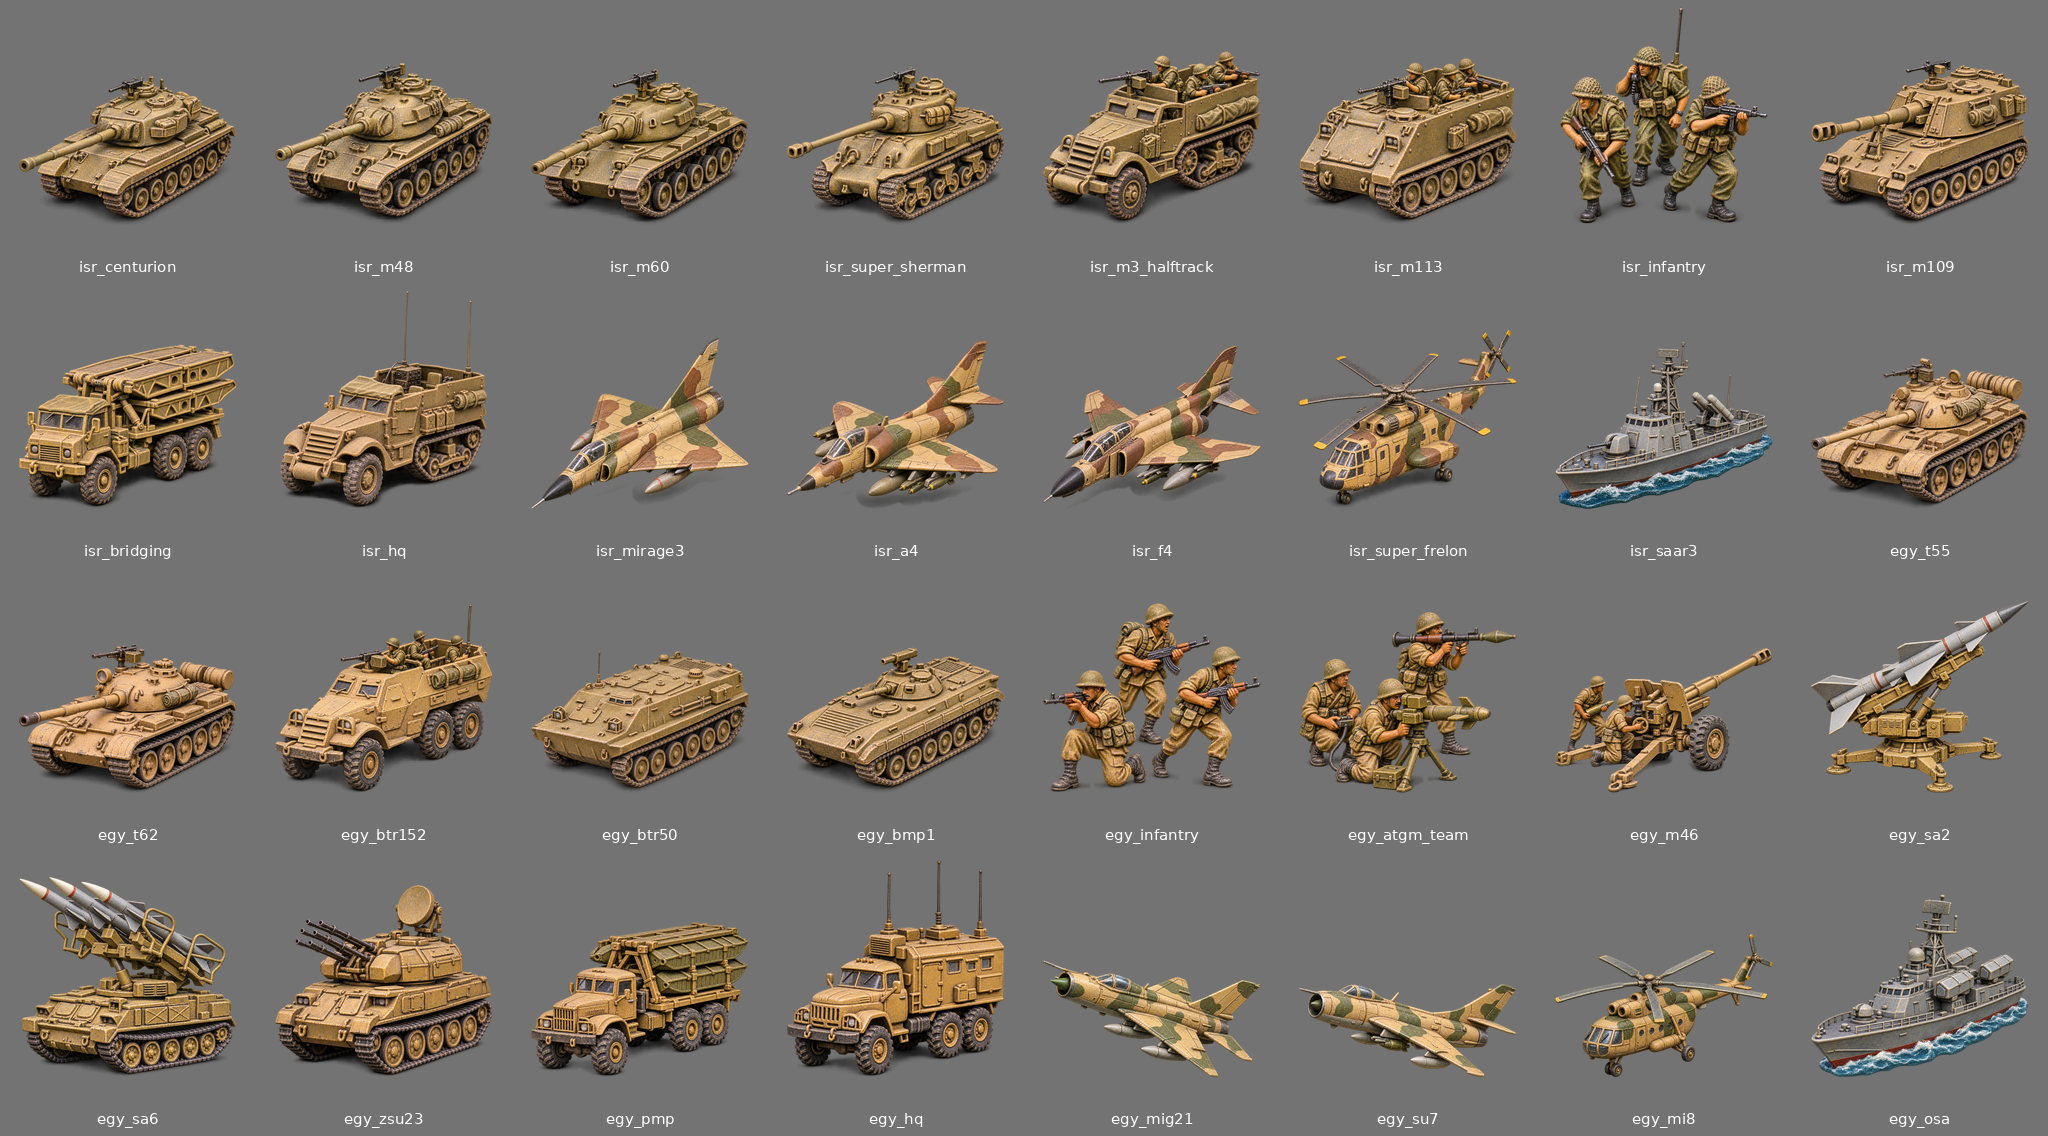 isr_centurion
isr_m48
isr_m60
isr_super_sherman
isr_m3_halftrack
isr_m113
isr_infantry
isr_m109
isr_bridging
isr_hq
isr_mirage3
isr_a4
isr_f4
isr_super_frelon
isr_saar3
egy_t55
egy_t62
egy_btr152
egy_btr50
egy_bmp1
egy_infantry
egy_atgm_team
egy_m46
egy_sa2
egy_sa6
egy_zsu23
egy_pmp
egy_hq
egy_mig21
egy_su7
egy_mi8
egy_osa